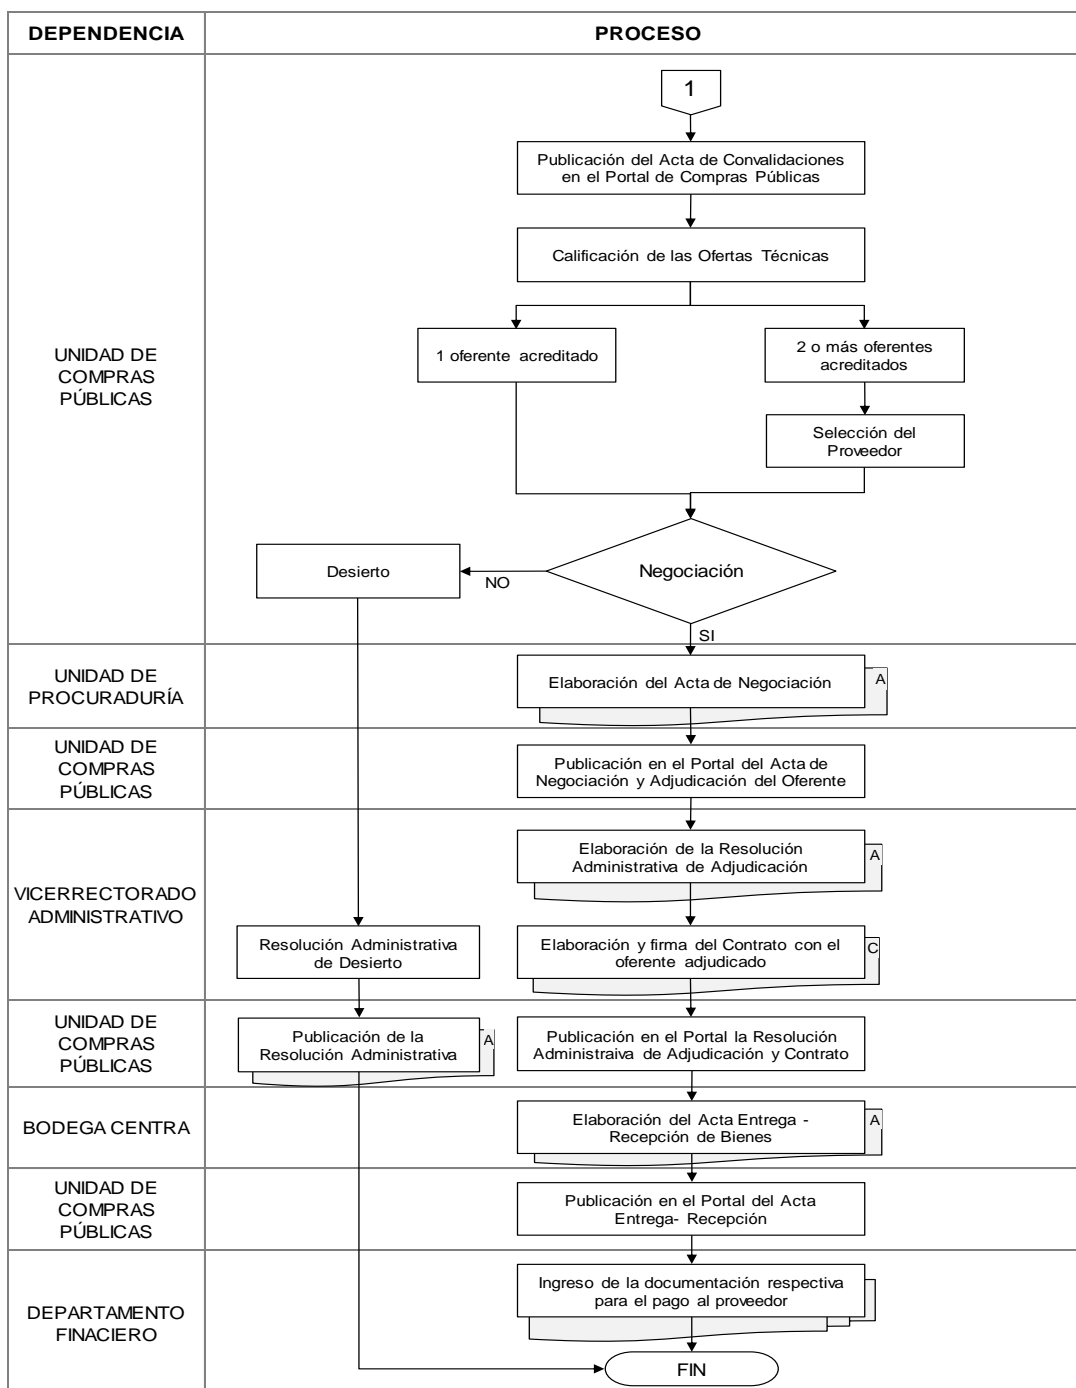 DEPENDENCIA
PROCESO
UNIDAD DE
COMPRAS
PÚBLICAS
1
Publicación del Acta de Convalidaciones
en el Portal de Compras Públicas
Calificación de las Ofertas Técnicas
1 oferente acreditado
2 o más oferentes
acreditados
Selección del
Proveedor
Negociación
NO
Desierto
SI
UNIDAD DE
PROCURADURÍA
Elaboración del Acta de Negociación
A
UNIDAD DE
COMPRAS
PÚBLICAS
Publicación en el Portal del Acta de
Negociación y Adjudicación del Oferente
VICERRECTORADO
ADMINISTRATIVO
Elaboración de la Resolución
Administrativa de Adjudicación
A
Resolución Administrativa
de Desierto
Elaboración y firma del Contrato con el
oferente adjudicado
C
UNIDAD DE
COMPRAS
PÚBLICAS
Publicación de la
Resolución Administrativa
A
Publicación en el Portal la Resolución
Administraiva de Adjudicación y Contrato
BODEGA CENTRA
Elaboración del Acta Entrega -
Recepción de Bienes
A
UNIDAD DE
COMPRAS
PÚBLICAS
Publicación en el Portal del Acta
Entrega- Recepción
DEPARTAMENTO
FINACIERO
Ingreso de la documentación respectiva
para el pago al proveedor
FIN